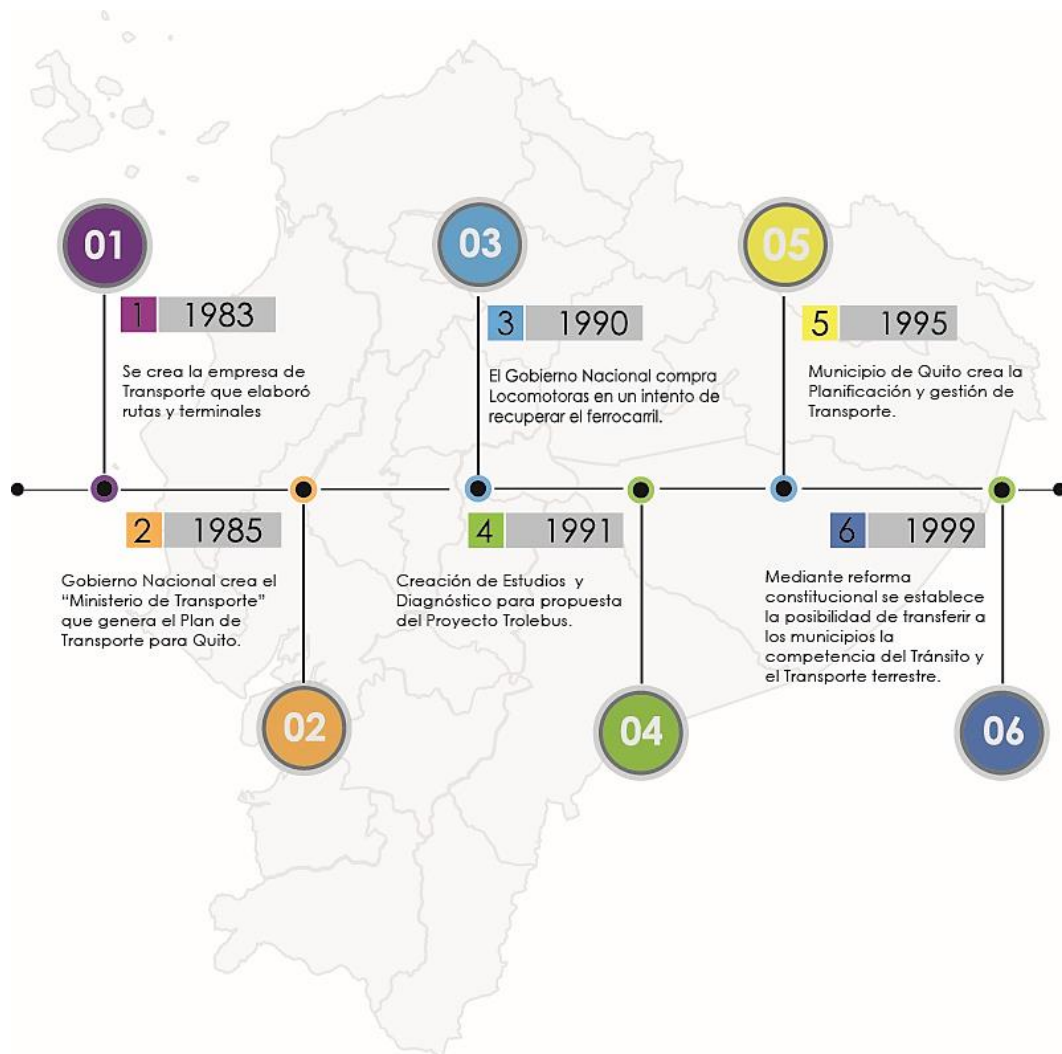 01
1 1983
Se crea la empresa de
Transporte que elaboró
rutas y terminales
03
3 1990
El Gobierno Nacional compra
Locomotoras en un intento de
recuperar el ferrocarril.
05
5 1995
Municipio de Quito crea la
Planificación y gestión de
Transporte.
2 1985
Gobierno Nacional crea el
“Ministerio de Transporte”
que genera el Plan de
Transporte para Quito.
02
4 1991
Creación de Estudios y
Diagnóstico para propuesta
del Proyecto Trolebus.
04
6 1999
Mediante reforma
constitucional se establece
la posibilidad de transferir a
los municipios la
competencia del Tránsito y
el Transporte terrestre.
06